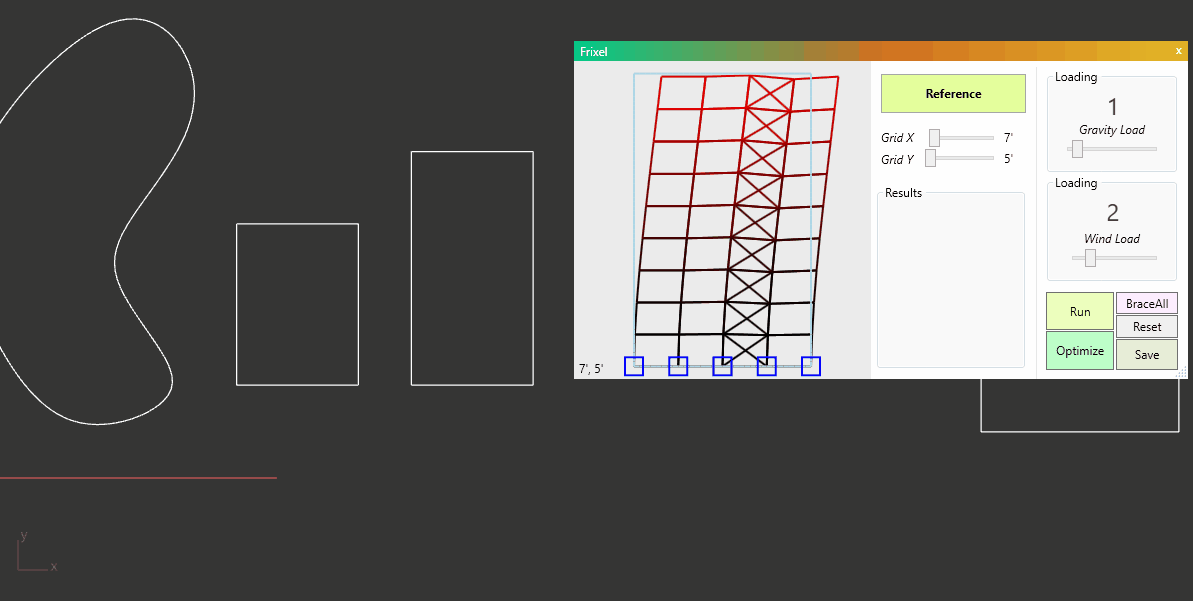 Frixel
x
Reference
Grid X 7'
Grid Y 5'
Results
7', 5'
Loading
1
Gravity Load
Loading
2
Wind Load
Run
BraceAll
Reset
Optimize
Save
y
x